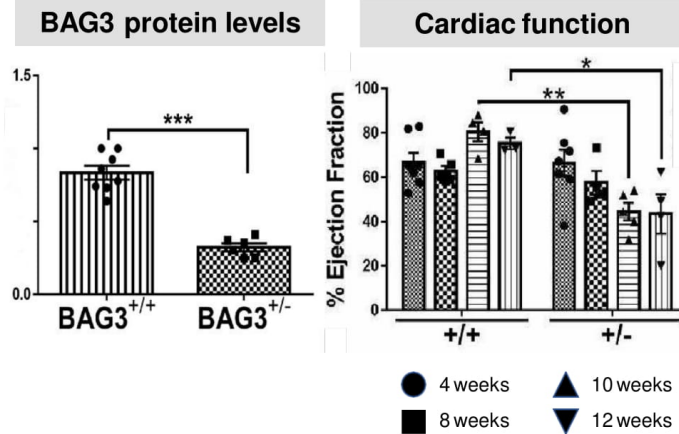 BAG3 protein levels
1.5
***
0.0
BAG3+/+
BAG3+/-
Cardiac function
% Ejection Fraction
100
80
60
40
20
0
*
**
+/+
+/-
4 weeks
10 weeks
8 weeks
12 weeks